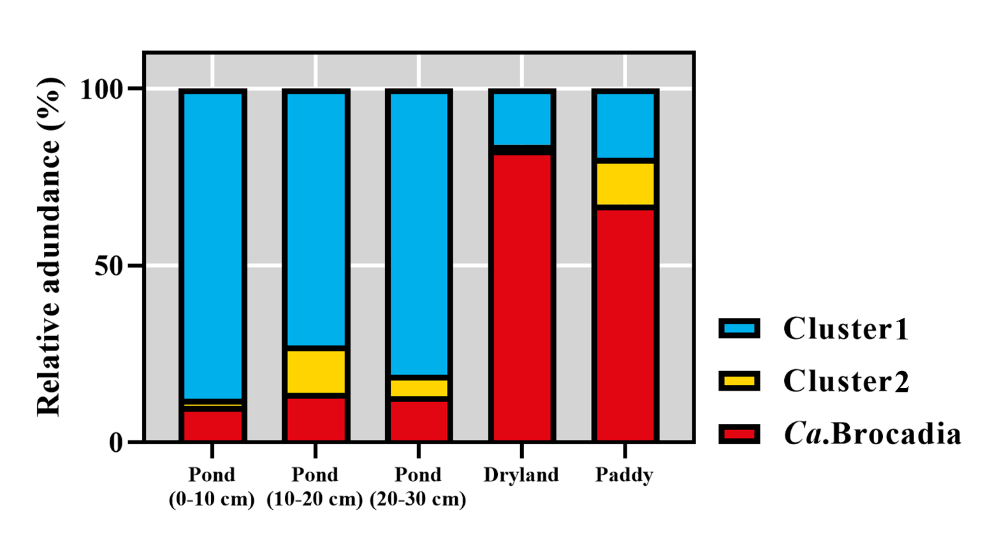 Relative adundance (%)
100
50
0
Pond
(0-10 cm)
Pond
(10-20 cm)
Pond
(20-30 cm)
Dryland
Paddy
Cluster1
Cluster2
Ca.Brocadia